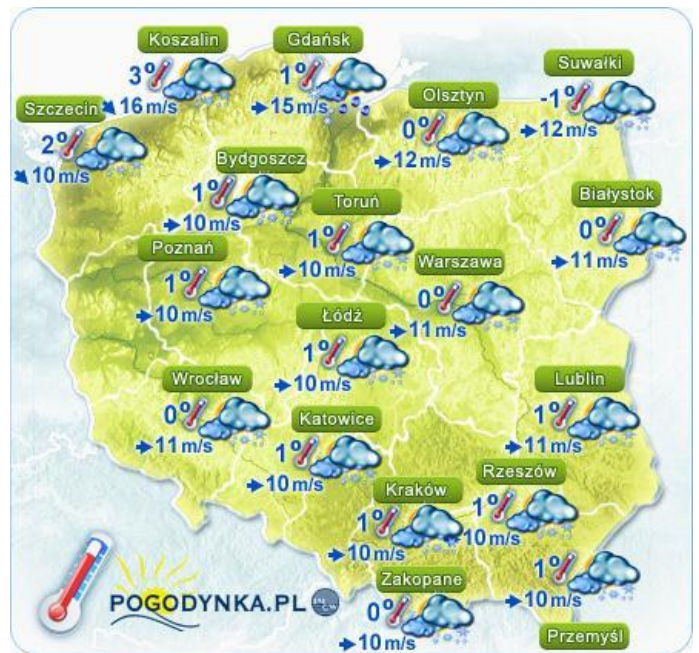 Koszalin
3°
16 m/s
Gdańsk
1°
15 m/s
Suwałki
-1°
12 m/s
Szczecin
2°
10 m/s
Olsztyn
0°
12 m/s
Bydgoszcz
1°
10 m/s
Toruń
1°
10 m/s
Białystok
0°
11 m/s
Poznań
1°
10 m/s
Warszawa
0°
11 m/s
Łódź
1°
10 m/s
Wrocław
0°
11 m/s
Katowice
1°
10 m/s
Lublin
1°
11 m/s
Kraków
1°
10 m/s
Rzeszów
1°
10 m/s
Zakopane
0°
10 m/s
1°
10 m/s
Przemyśl
POGODYNKA.PL